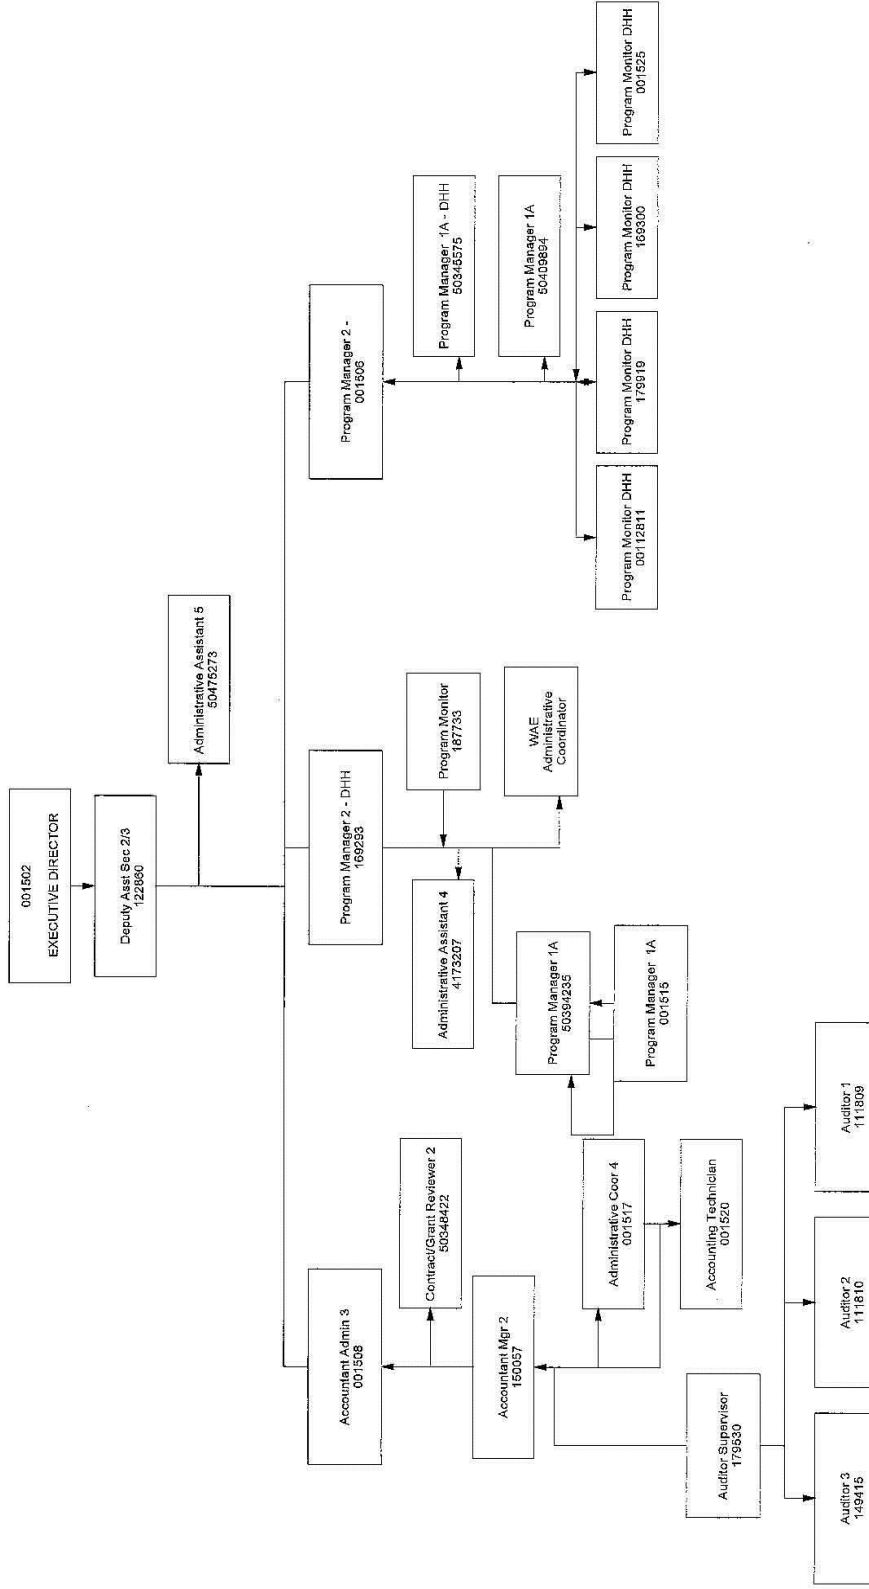 001502
EXECUTIVE DIRECTOR
Deputy Asst Sec 2/3
122860
Administrative Assistant 5
50475273
Accountant Admin 3
001508
Program Manager 2 - DHH
169293
Program Manager 2 -
001506
Contract/Grant Reviewer 2
50348422
Administrative Assistant 4
4173207
Program Monitor
187733
Program Manager 1A - DHH
50345575
Accountant Mgr 2
150057
Program Manager 1A
50394235
WAE
Administrative
Coordinator
Program Manager 1A
50409894
Administrative Coor 4
001517
Program Manager 1A
001515
Program Monitor DHH
00112811
Program Monitor DHH
179919
Program Monitor DHH
169300
Program Monitor DHH
001525
Auditor Supervisor
179530
Accounting Technician
001520
Auditor 3
149415
Auditor 2
111810
Auditor 1
111809